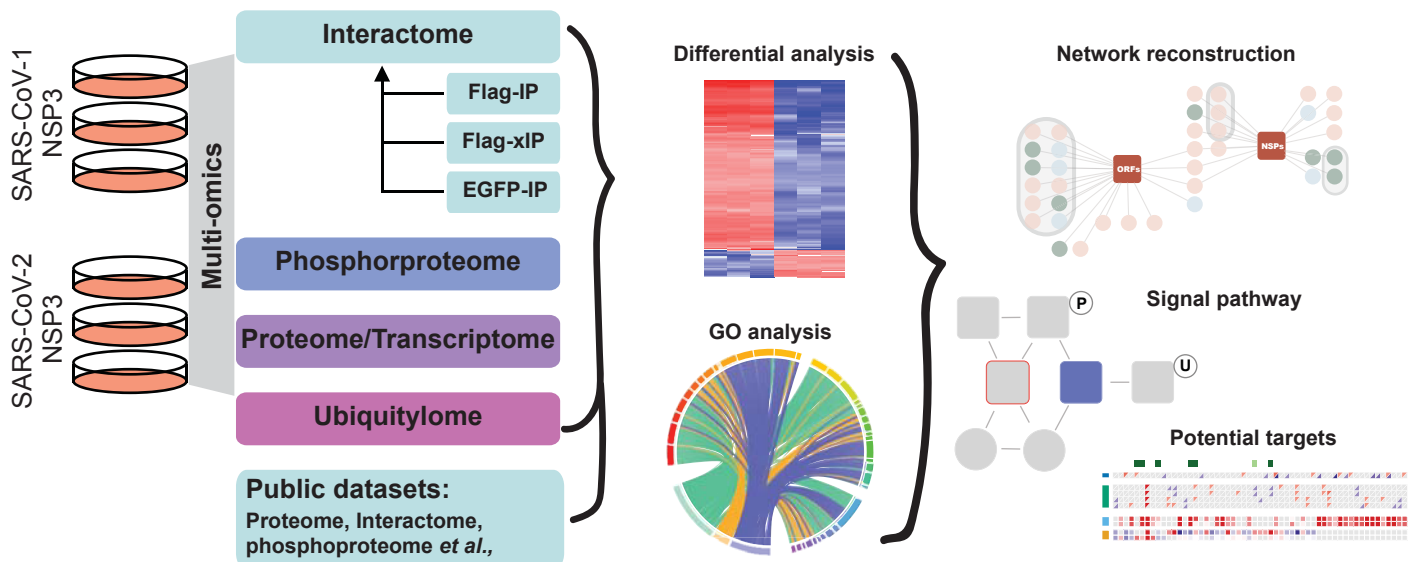 SARS-CoV-1
NSP3
SARS-CoV-2
NSP3
Multi-omics
Interactome
Flag-IP
Flag-xIP
EGFP-IP
Phosphorproteome
Proteome/Transcriptome
Ubiquitylome
Public datasets:
Proteome, Interactome,
phosphoproteome et al.,
Differential analysis
GO analysis
Network reconstruction
ORFs
NSPs
Signal pathway
P
U
Potential targets